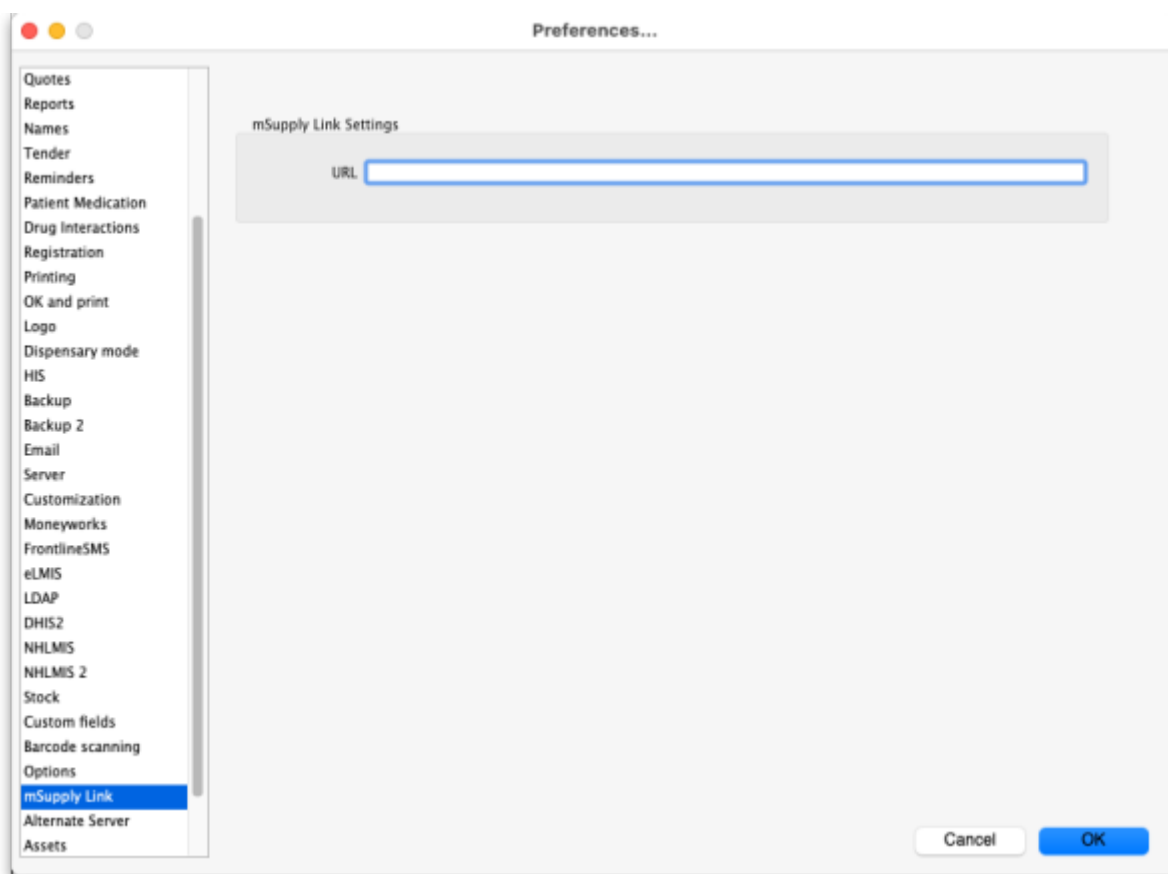 Preferences...
Quotes
Reports
Names
Tender
Reminders
Patient Medication
Drug Interactions
Registration
Printing
OK and print
Logo
Dispensary mode
HIS
Backup
Backup 2
Email
Server
Customization
Moneyworks
FrontlineSMS
eLMIS
LDAP
DHIS2
NHLMIS
NHLMIS 2
Stock
Custom fields
Barcode scanning
Options
mSupply Link
Alternate Server
Assets
mSupply Link Settings
URL
Cancel
OK